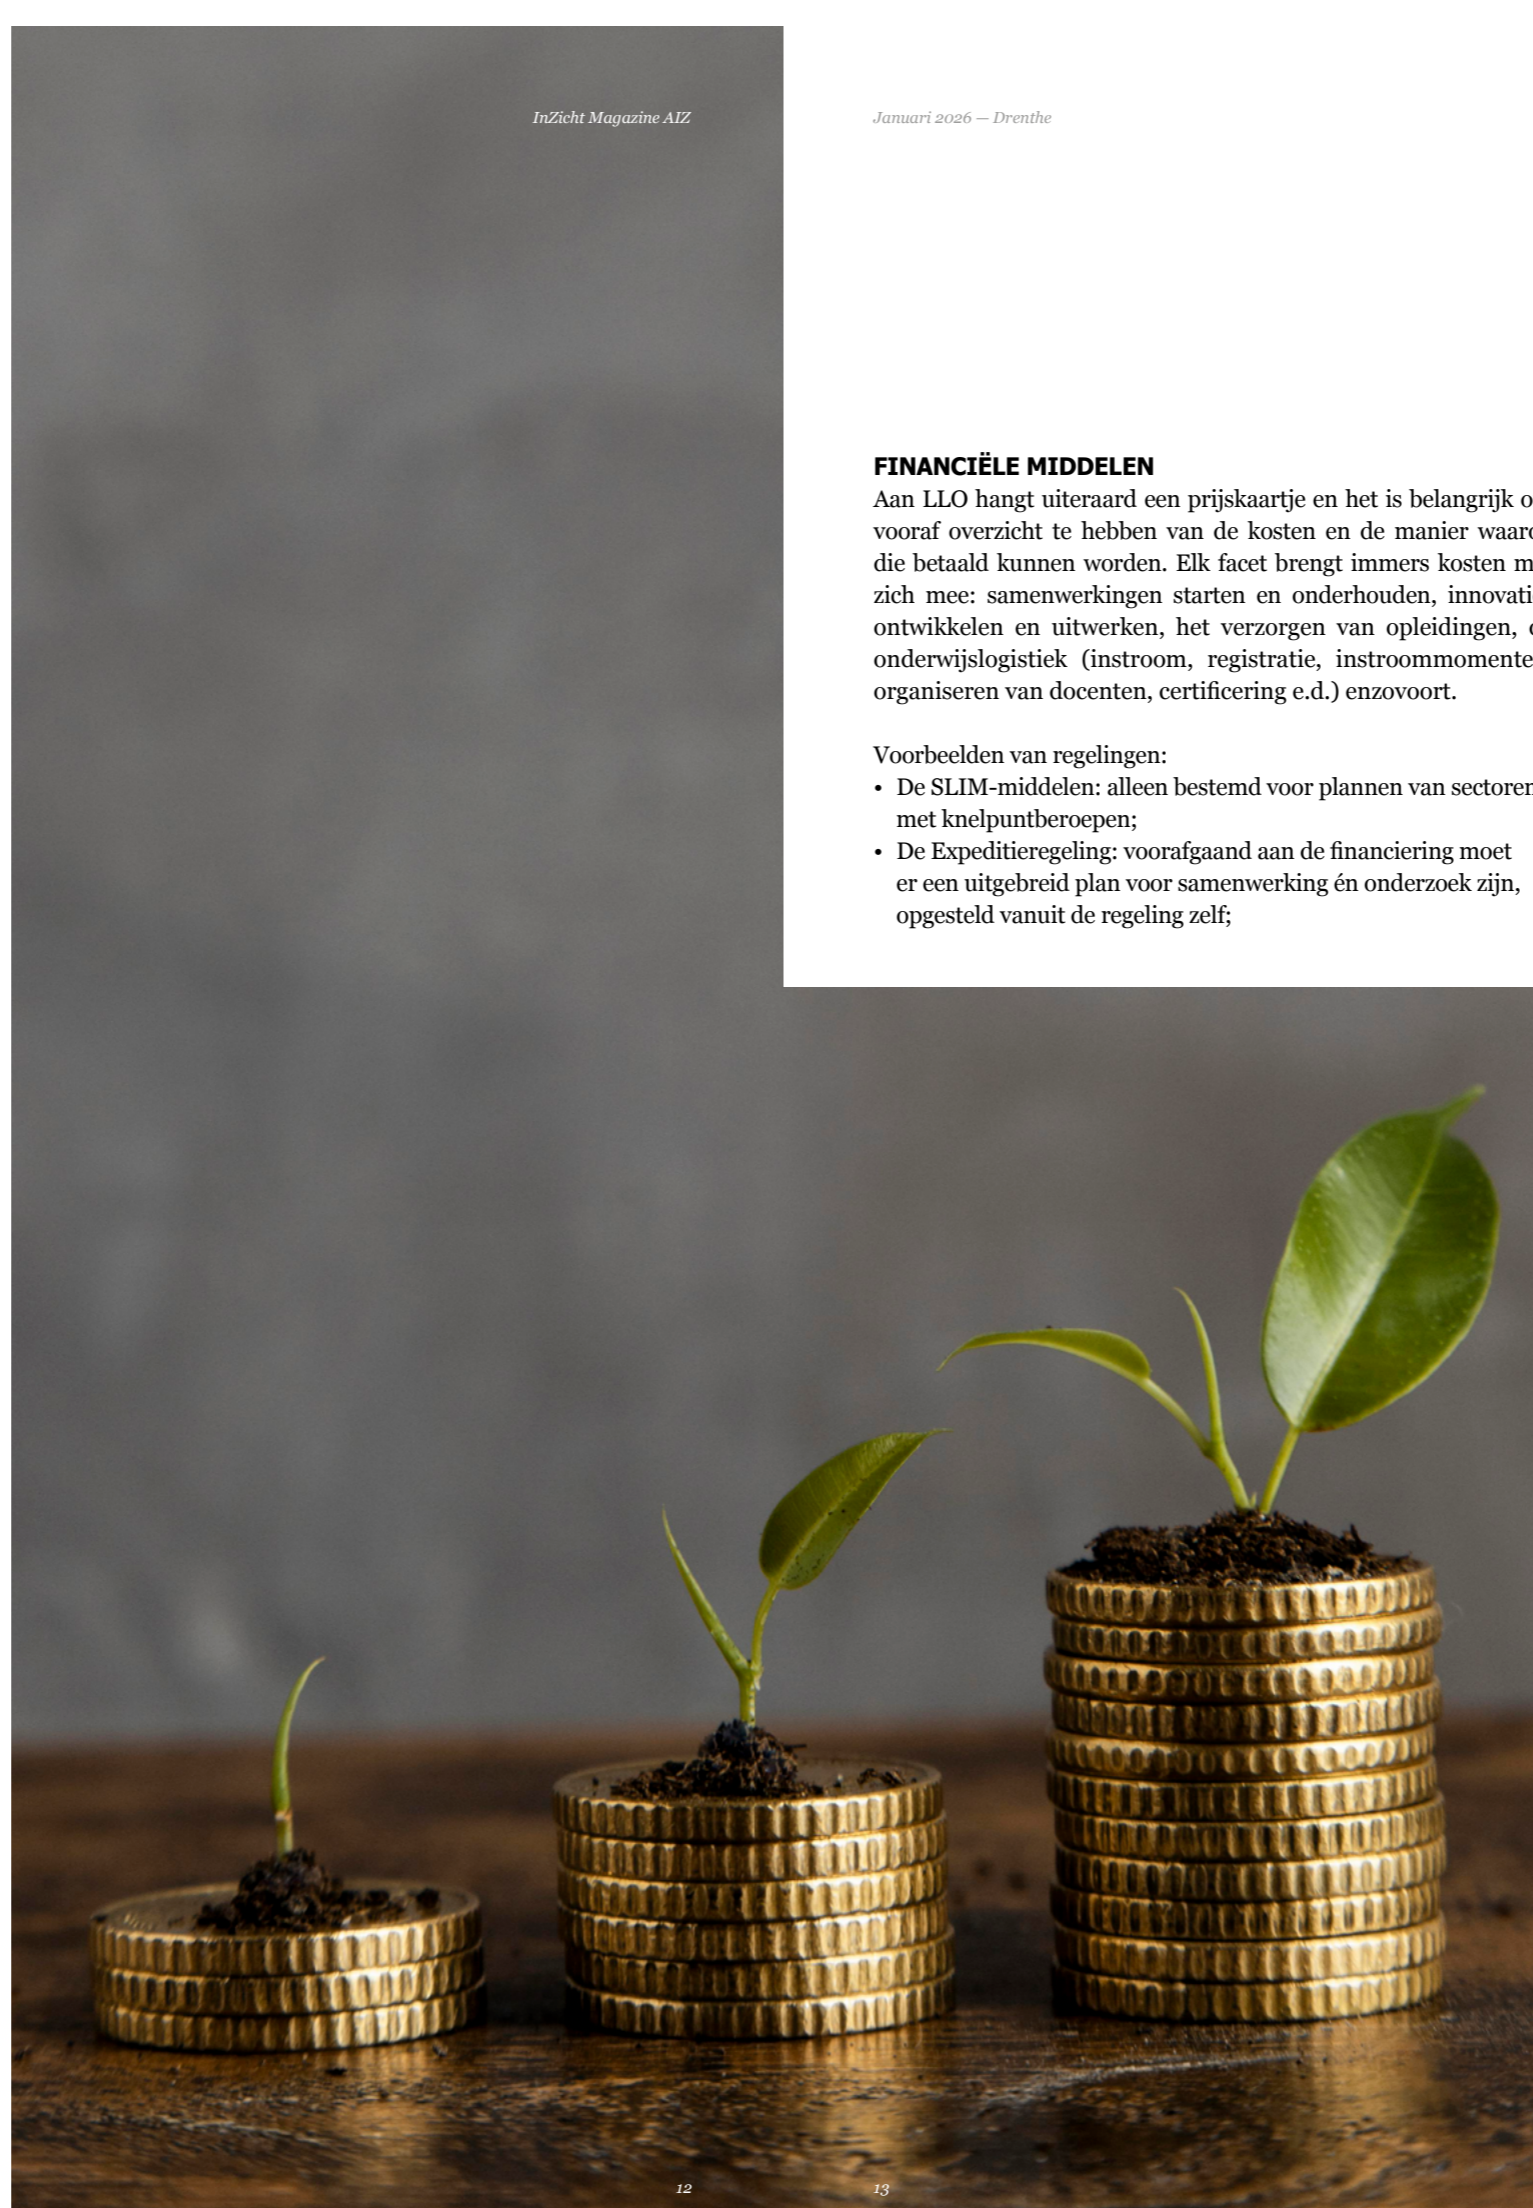 InZicht Magazine AIZ
Januari 2026 — Drenthe
FINANCIËLE MIDDELEN
Aan LLO hangt uiteraard een prijskaartje en het is belangrijk
vooraf overzicht te hebben van de kosten en de manier
die betaald kunnen worden. Elk facet brengt immers kosten
zich mee: samenwerkingen starten en onderhouden,
ontwikkelen en uitwerken, het verzorgen van opleidingen,
onderwijslogistiek (instroom, registratie,
organiseren van docenten, certificering e.d.) enzovoort.
Voorbeelden van regelingen:
• De SLIM-middelen: alleen bestemd voor plannen van sectoren
met knelpuntberoepen;
• De Expeditieregeling: voorafgaand aan de financiering moet
er een uitgebreid plan voor samenwerking én onderzoek zijn,
opgesteld vanuit de regeling zelf;
12
13